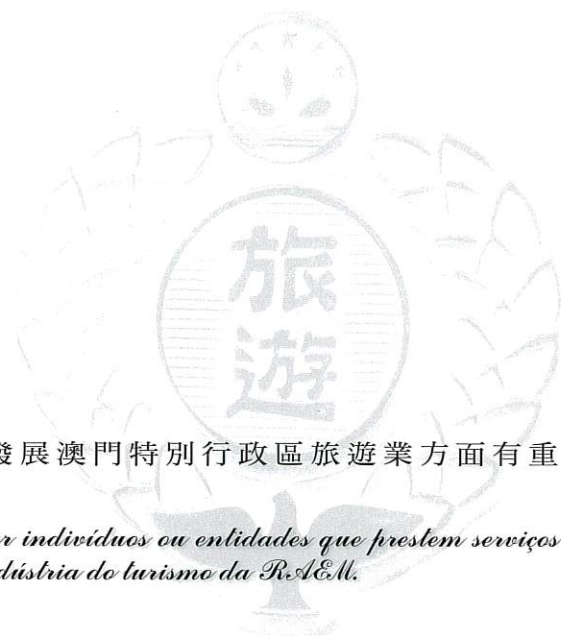 旅
遊
發展澳門特別行政區旅遊業方面有重
r indivíduos ou entidades que prestem serviços
dústria do turismo da RAEM.